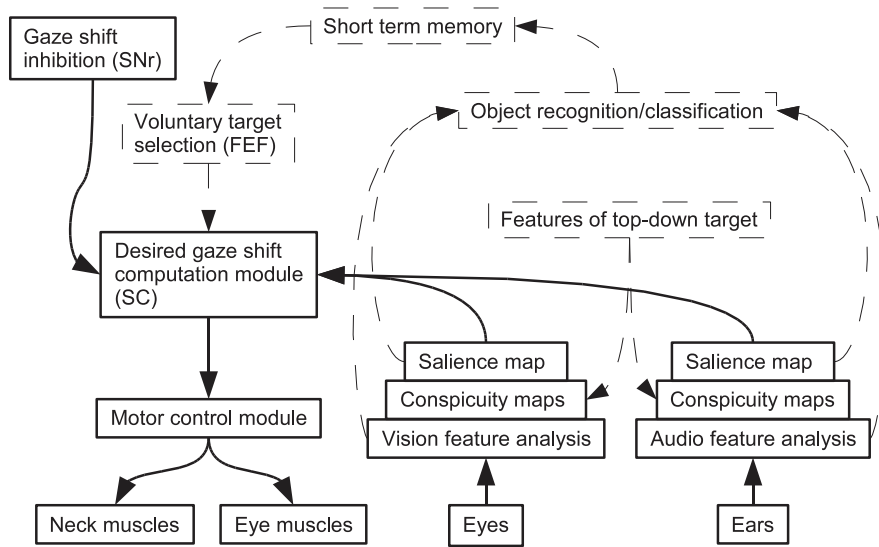 Gaze shift
inhibition (SNr)
Short term memory
Voluntary target
selection (FEF)
Object recognition/classification
Features of top-down target
Desired gaze shift
computation module
(SC)
Salience map
Conspicuity maps
Vision feature analysis
Salience map
Conspicuity maps
Audio feature analysis
Motor control module
Neck muscles
Eye muscles
Eyes
Ears